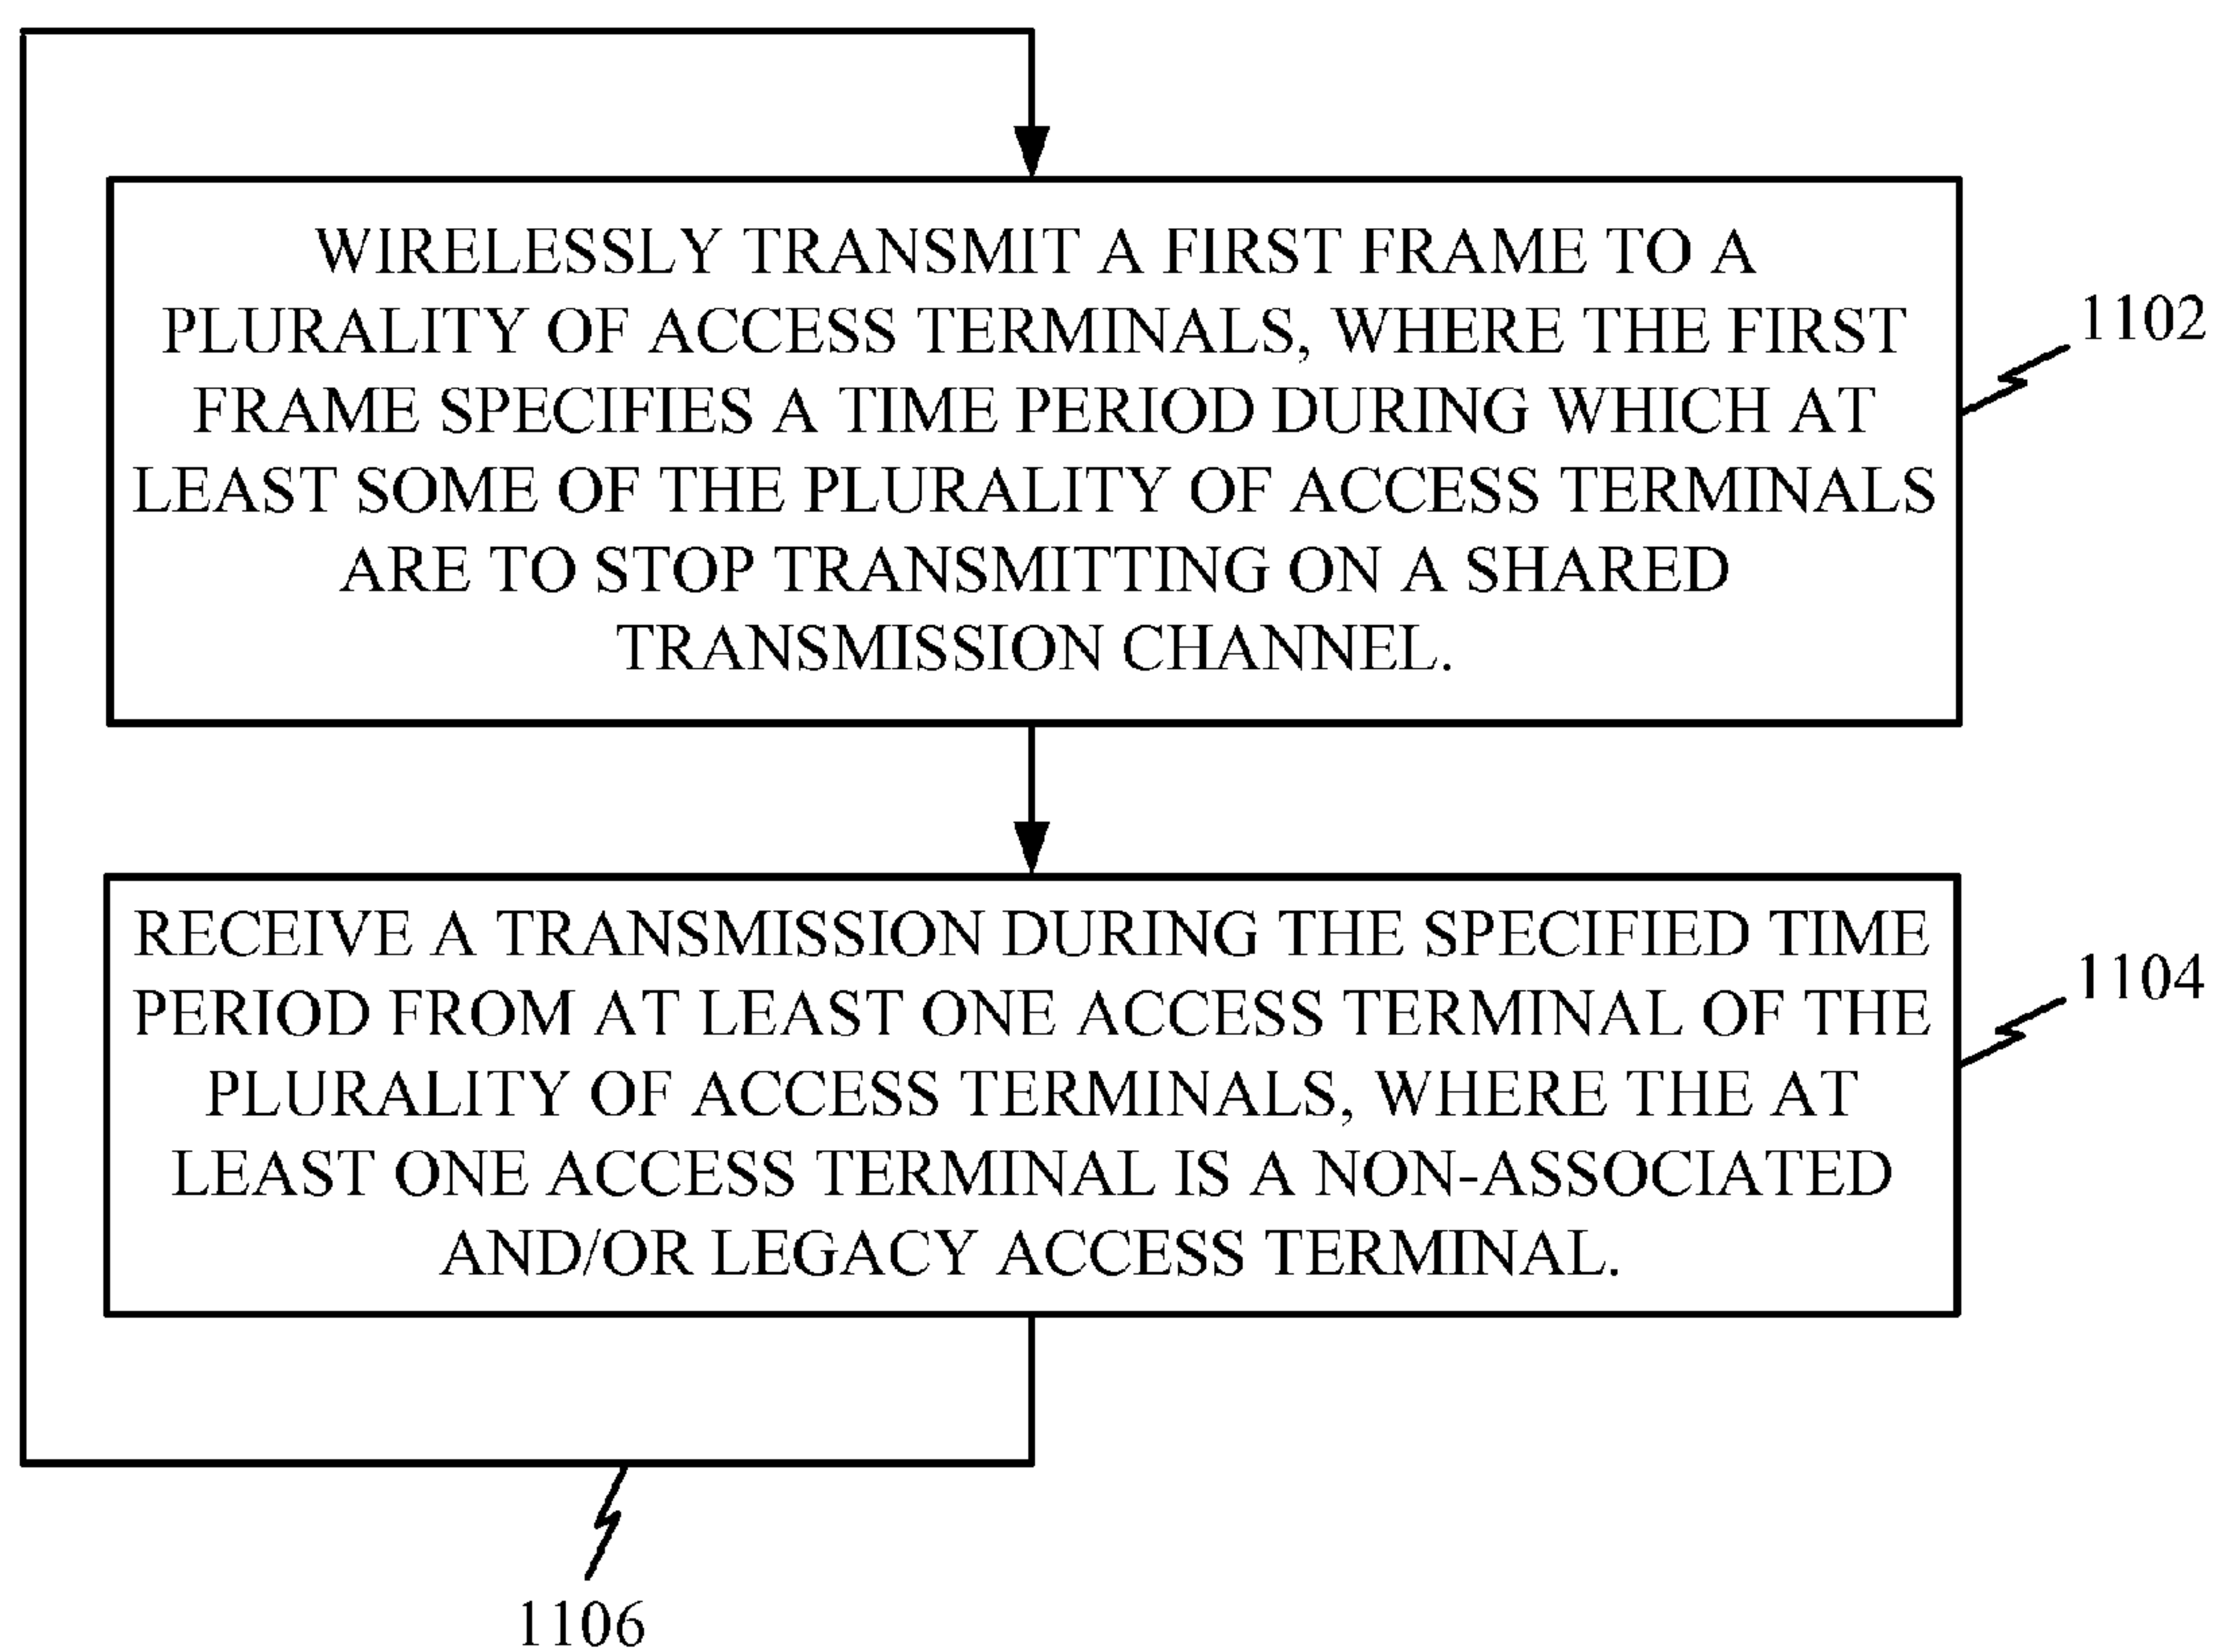 WIRELESSLY TRANSMIT A FIRST FRAME TO A
PLURALITY OF ACCESS TERMINALS, WHERE THE FIRST
FRAME SPECIFIES A TIME PERIOD DURING WHICH AT
LEAST SOME OF THE PLURALITY OF ACCESS TERMINALS
ARE TO STOP TRANSMITTING ON A SHARED
TRANSMISSION CHANNEL.
1102
RECEIVE A TRANSMISSION DURING THE SPECIFIED TIME
PERIOD FROM AT LEAST ONE ACCESS TERMINAL OF THE
PLURALITY OF ACCESS TERMINALS, WHERE THE AT
LEAST ONE ACCESS TERMINAL IS A NON-ASSOCIATED
AND/OR LEGACY ACCESS TERMINAL.
1104
1106